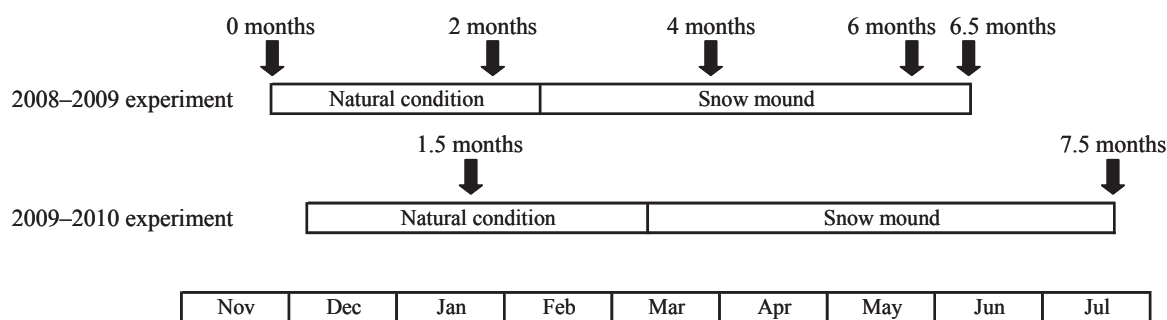 0 months 2 months 4 months 6 months 6.5 months
2008–2009 experiment Natural condition Snow mound
1.5 months 7.5 months
2009–2010 experiment Natural condition Snow mound
Nov Dec Jan Feb Mar Apr May Jun Jul